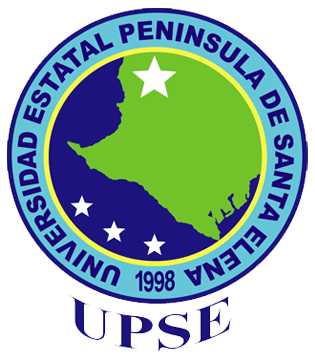 UNIVERSIDAD ESTATAL PENINSULA DE SANTA ELENA
1998
UPSE